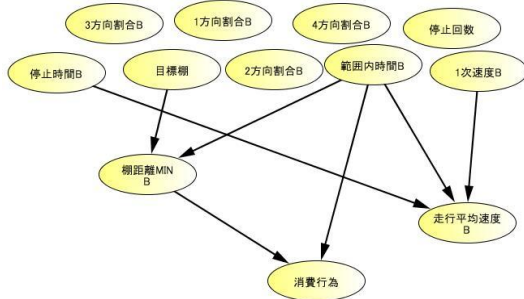 3方向割合B
1方向割合B
4方向割合B
停止回数
停止時間B
目標棚
2方向割合B
範囲内時間B
1次速度B
棚距離MIN
B
走行平均速度
B
消費行為